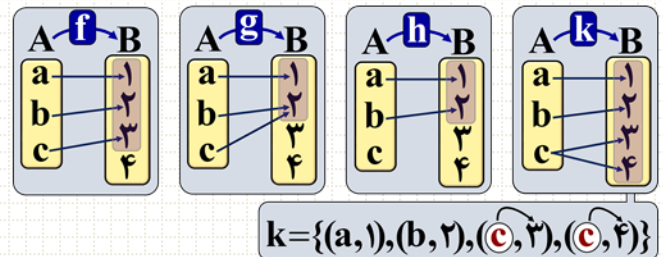 A f B A g B A h B A k B
a ۱ a ۱ a ۱ a ۱
b ۲ b ۲ b ۲ b ۲
c ۳ c ۳ c ۳ c ۳
۴ ۴ ۴ ۴
k={(a,۱),(b,۲),(c,۳),(c,۴)}